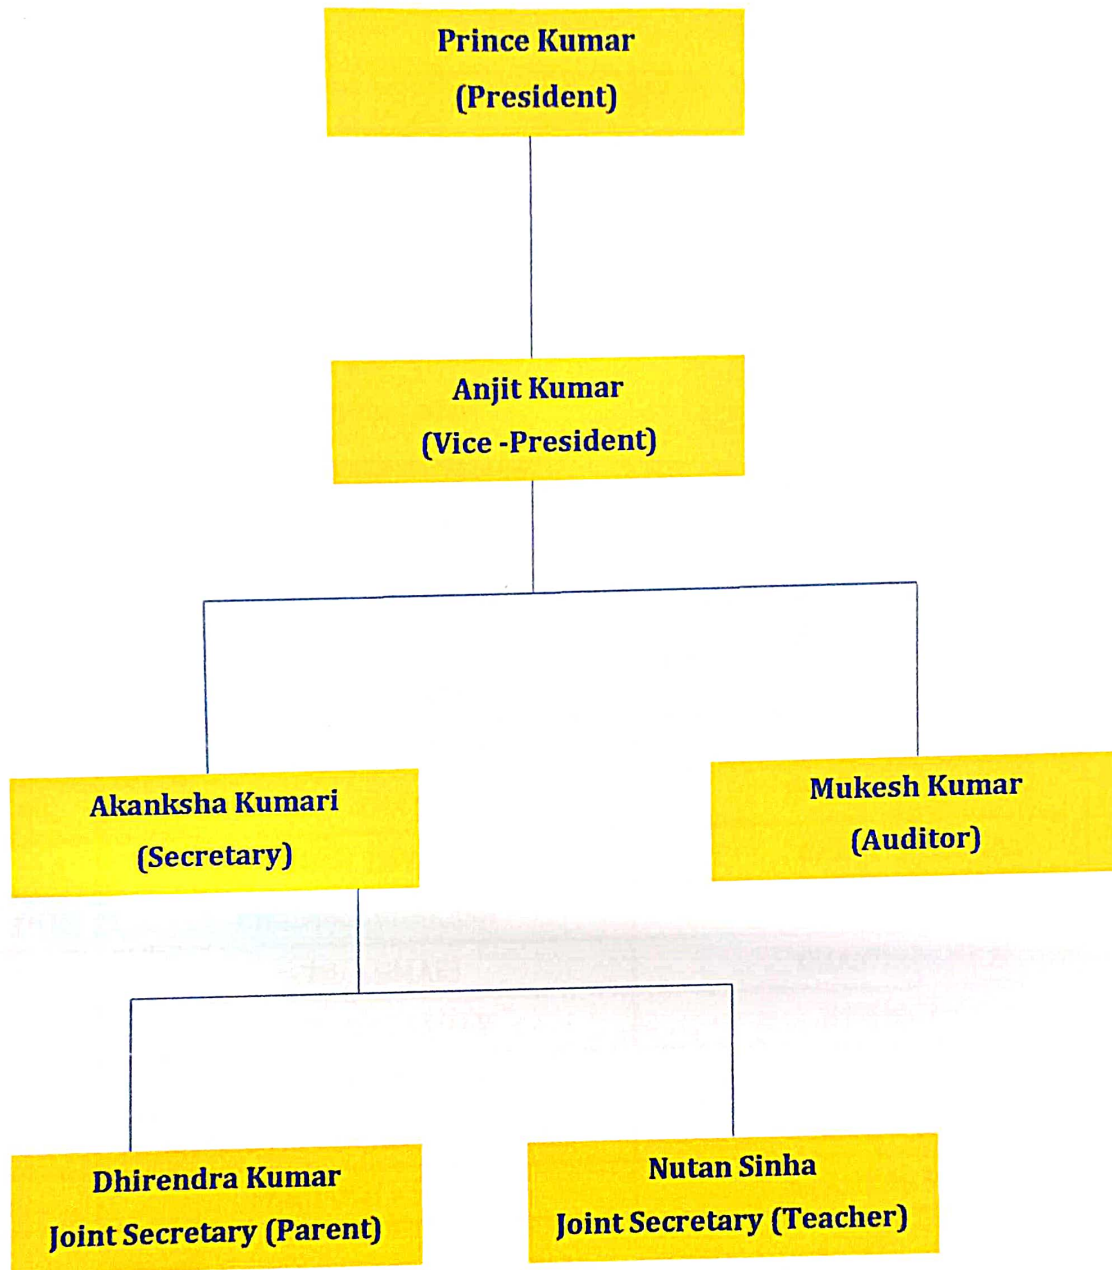 Prince Kumar
(President)
Anjit Kumar
(Vice -President)
Akanksha Kumari
(Secretary)
Mukesh Kumar
(Auditor)
Dhirendra Kumar
Joint Secretary (Parent)
Nutan Sinha
Joint Secretary (Teacher)